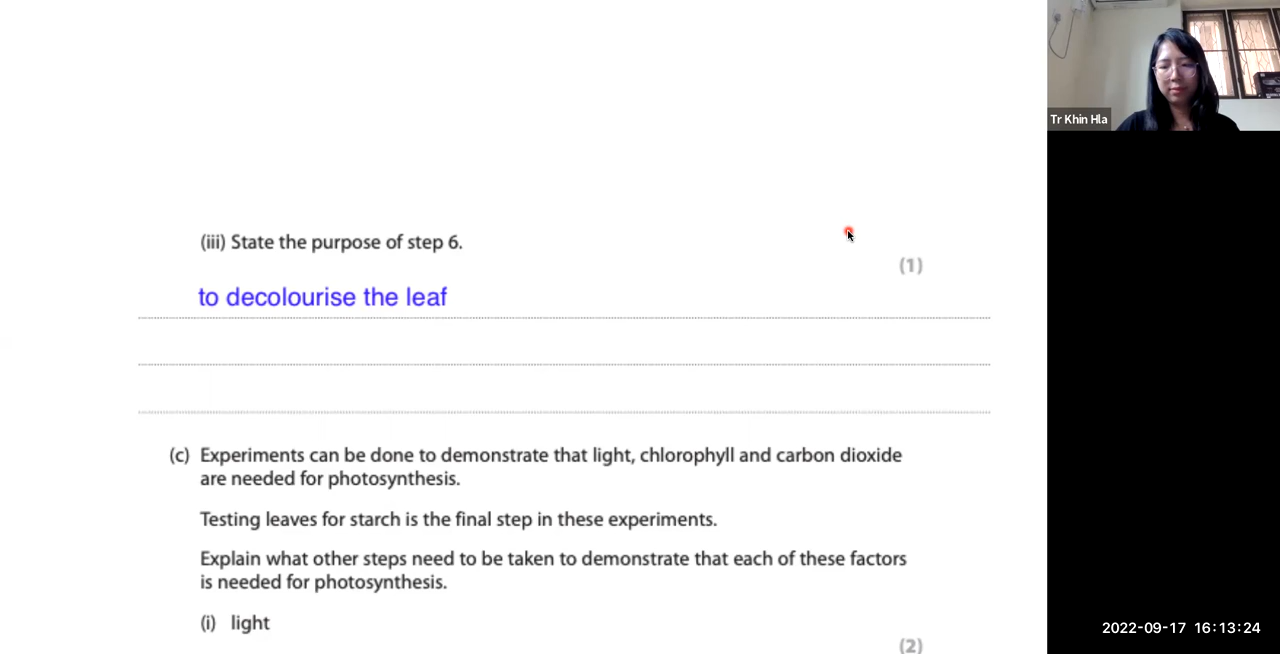 (iii) State the purpose of step 6.
(1)
to decolourise the leaf
(c) Experiments can be done to demonstrate that light, chlorophyll and carbon dioxide
are needed for photosynthesis.
Testing leaves for starch is the final step in these experiments.
Explain what other steps need to be taken to demonstrate that each of these factors
is needed for photosynthesis.
(i) light
(2)
Tr Khin Hla
2022-09-17 16:13:24